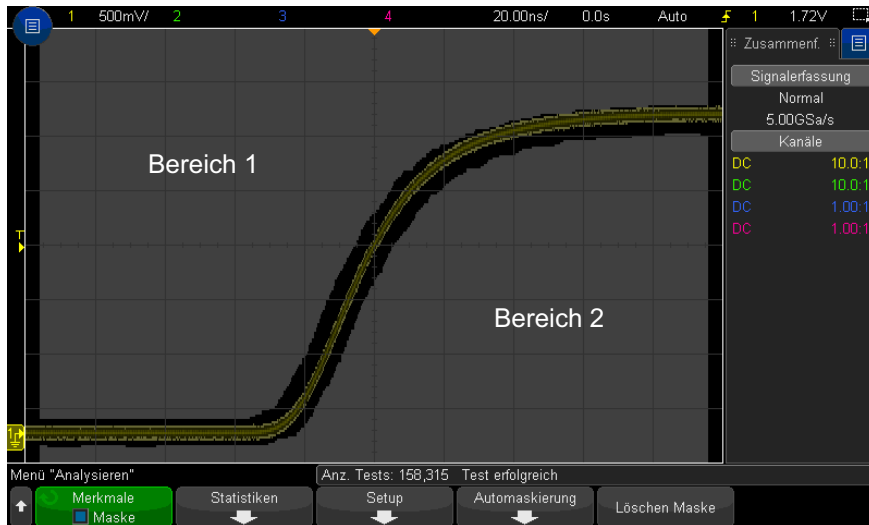 1 500mV/ 2 3 4 20.00ns/ 0.0s Auto 1 1.72V
Zusammenf.
Signalerfassung
Normal
5.00GSa/s
Kanäle
DC 10.0:1
DC 10.0:1
DC 1.00:1
DC 1.00:1
Bereich 1
T
Bereich 2
1
Menü "Analysieren" Anz. Tests: 158,315 Test erfolgreich
Merkmale Statistiken Setup Automaskierung Löschen Maske
Maske